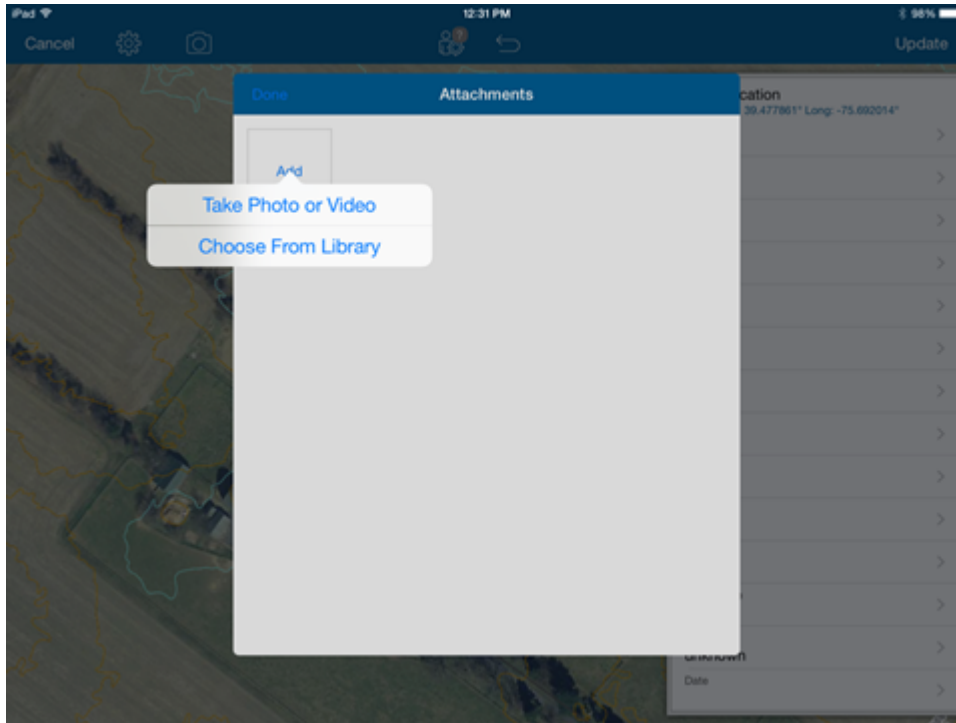 iPad 12:31 PM 98%
Cancel Update
Done Attachments
cation
39.477861° Long: -75.692014°
Add
Take Photo or Video
Choose From Library
unknown
Date